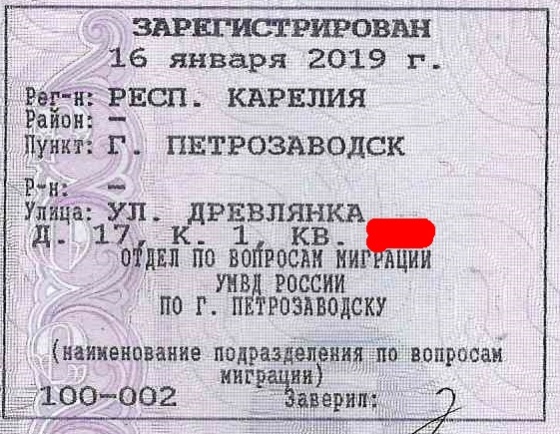 ЗАРЕГИСТРИРОВАН
16 января 2019 г.
Рег-н: РЕСП. КАРЕЛИЯ
Район: –
Пункт: Г. ПЕТРОЗАВОДСК
Р-н: –
Улица: УЛ. ДРЕВЛЯНКА
Д. 17, К. 1, КВ.
ОТДЕЛ ПО ВОПРОСАМ МИГРАЦИИ
УМВД РОССИИ
ПО Г. ПЕТРОЗАВОДСКУ
(наименование подразделения по вопросам
миграции)
100-002 Заверил: